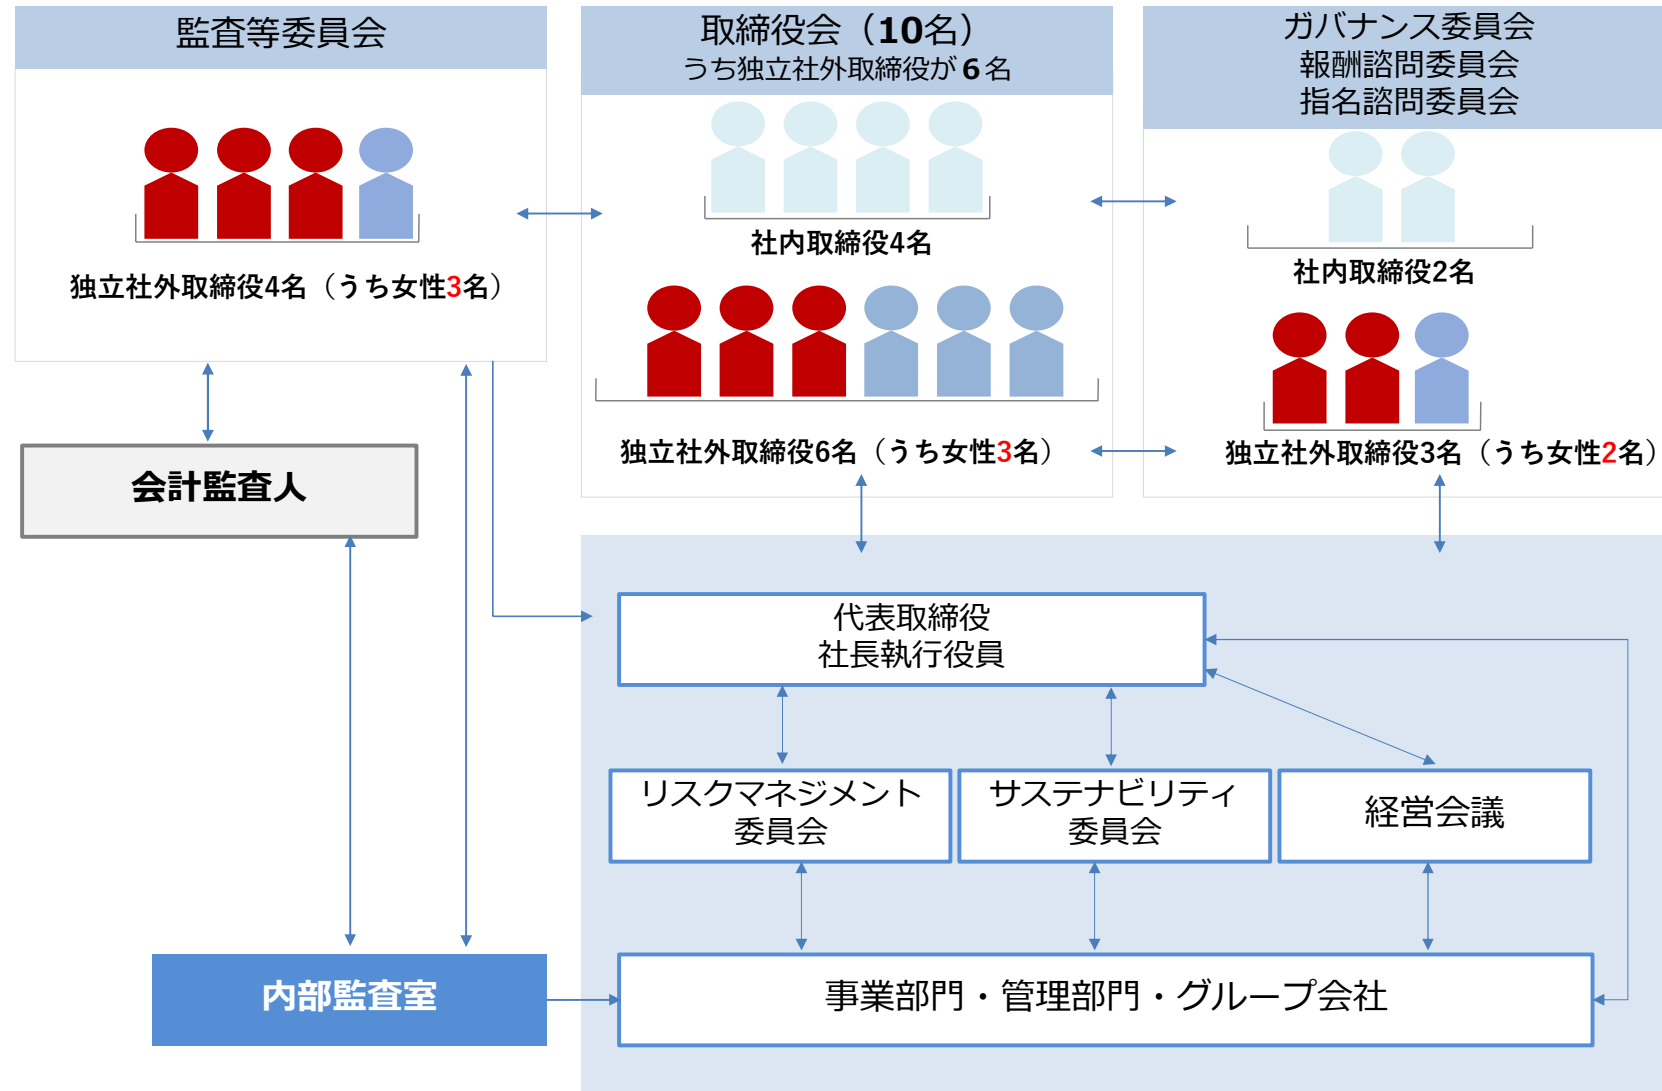 監査等委員会
独立社外取締役4名（うち女性3名）
取締役会（10名）
うち独立社外取締役が6名
社内取締役4名
独立社外取締役6名（うち女性3名）
ガバナンス委員会
報酬諮問委員会
指名諮問委員会
社内取締役2名
独立社外取締役3名（うち女性2名）
会計監査人
代表取締役
社長執行役員
リスクマネジメント
委員会
サステナビリティ
委員会
経営会議
内部監査室
事業部門・管理部門・グループ会社